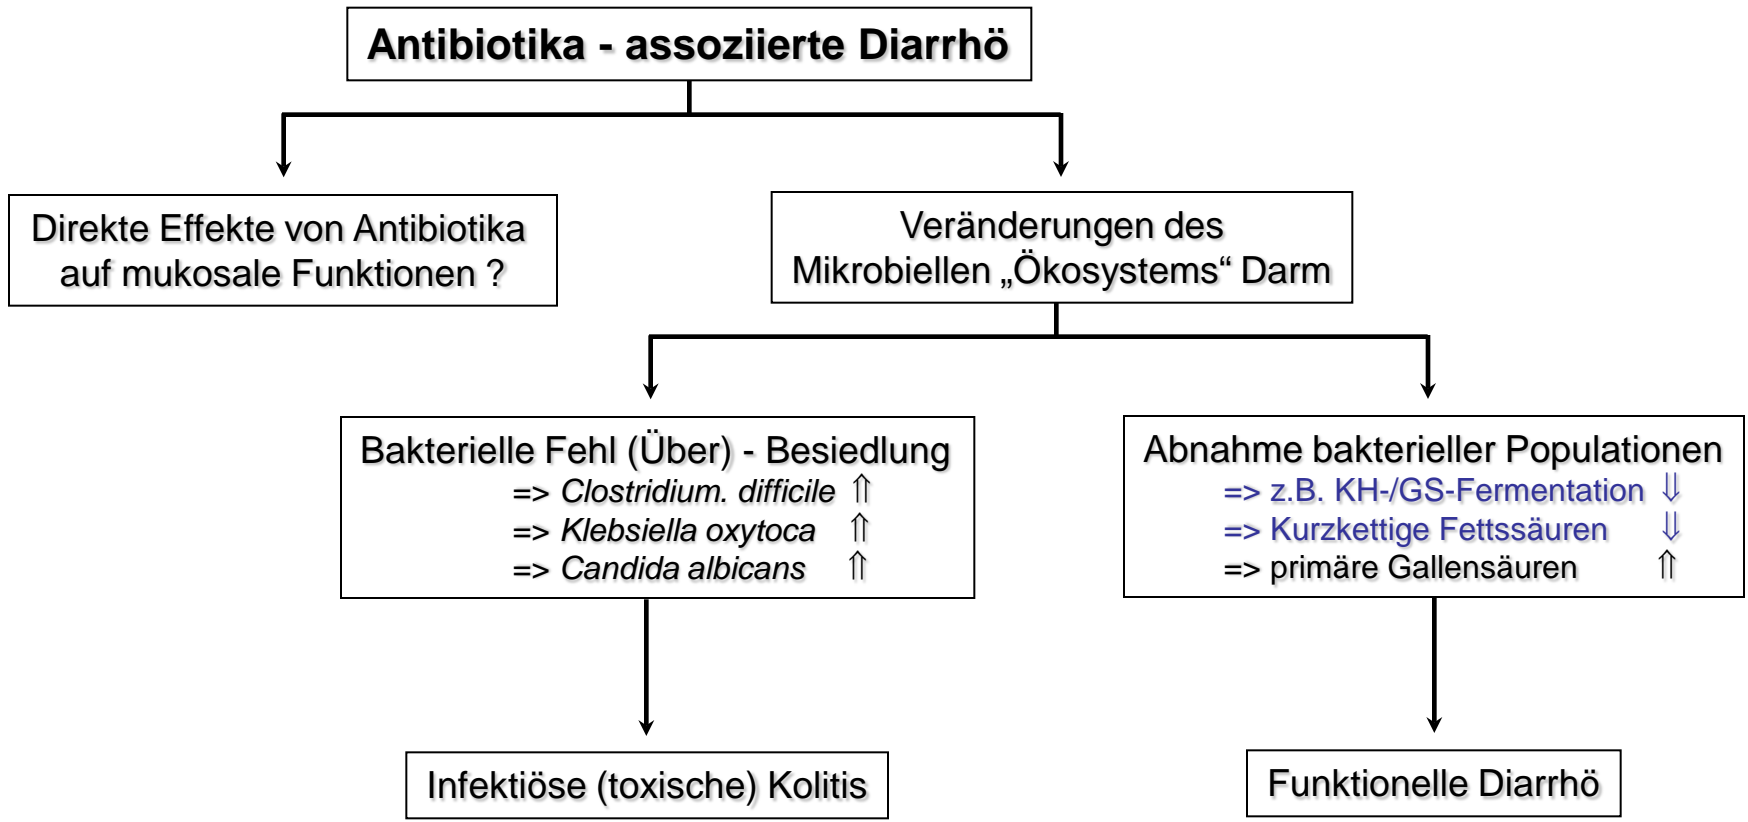 Antibiotika - assoziierte Diarrhö
Direkte Effekte von Antibiotika
auf mukosale Funktionen ?
Veränderungen des
Mikrobiellen „Ökosystems“ Darm
Bakterielle Fehl (Über) - Besiedlung
=> Clostridium. difficile ⇑
=> Klebsiella oxytoca ⇑
=> Candida albicans ⇑
Abnahme bakterieller Populationen
=> z.B. KH-/GS-Fermentation ⇓
=> Kurzkettige Fettssäuren ⇓
=> primäre Gallensäuren ⇑
Infektiöse (toxische) Kolitis
Funktionelle Diarrhö